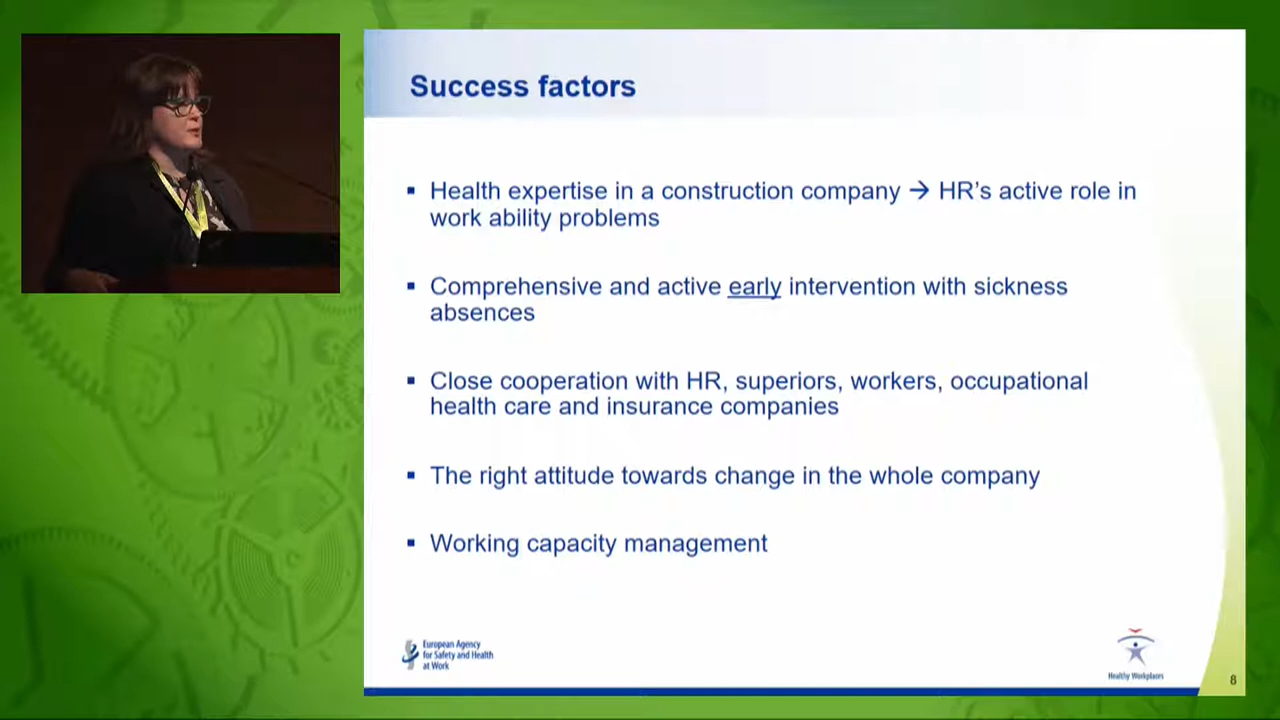 Success factors
▪ Health expertise in a construction company → HR's active role in
work ability problems
▪ Comprehensive and active early intervention with sickness
absences
▪ Close cooperation with HR, superiors, workers, occupational
health care and insurance companies
▪ The right attitude towards change in the whole company
▪ Working capacity management
European Agency
for Safety and Health
at Work
Healthy Workplaces
8